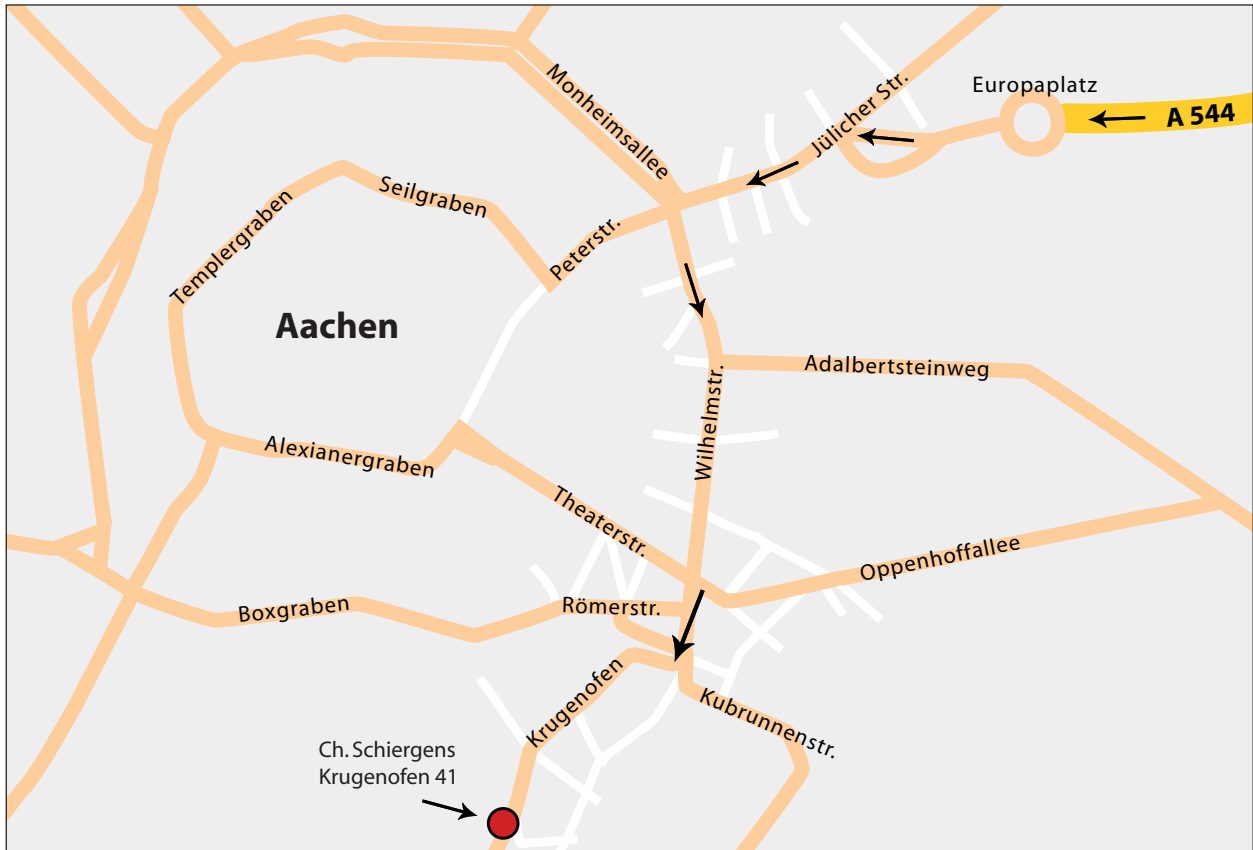 Europaplatz
A 544
Monheimsallee
Jülicher Str.
Seilgraben
Templergraben
Peterstr.
Aachen
Adalbertsteinweg
Wilhelmstr.
Alexianergraben
Theaterstr.
Oppenhoffallee
Boxgraben
Römerstr.
Krugenofen
Kubrunnenstr.
Ch. Schiergens
Krugenofen 41